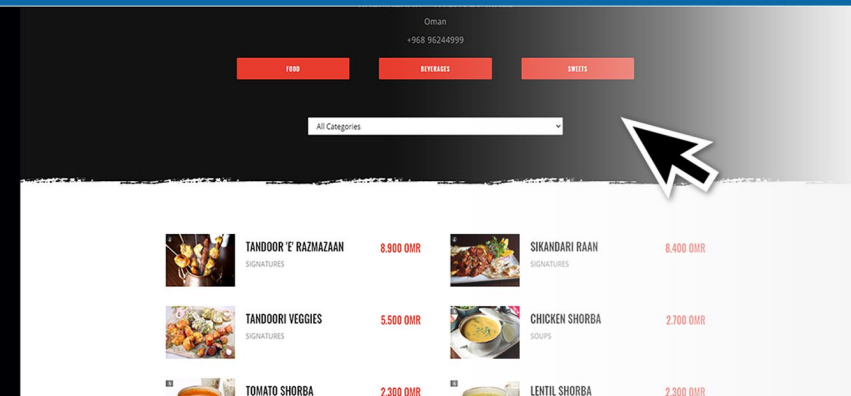 Oman
+968 96244999
FOOD
BEVERAGES
SWEETS
All Categories
TANDOOR 'E' RAZMAZAAN
8.900 OMR
SIGNATURES
SIKANDARI RAAN
8.400 OMR
SIGNATURES
TANDOORI VEGGIES
5.500 OMR
SIGNATURES
CHICKEN SHORBA
2.700 OMR
SOUPS
TOMATO SHORBA
2.300 OMR
LENTIL SHORBA
2.300 OMR